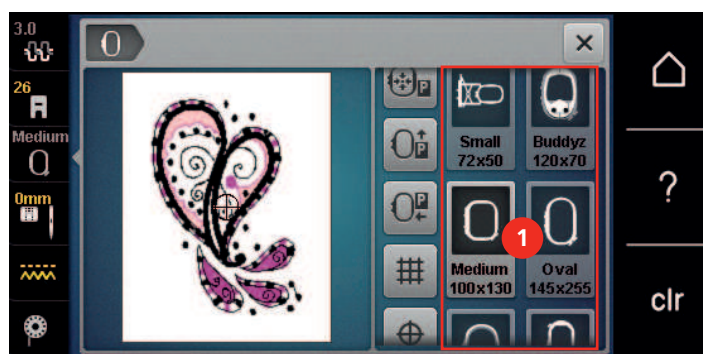 3.0
26
Medium
0mm
P
P
P
Small
72x50
Buddyz
120x70
1
Medium
100x130
Oval
145x255
?
clr